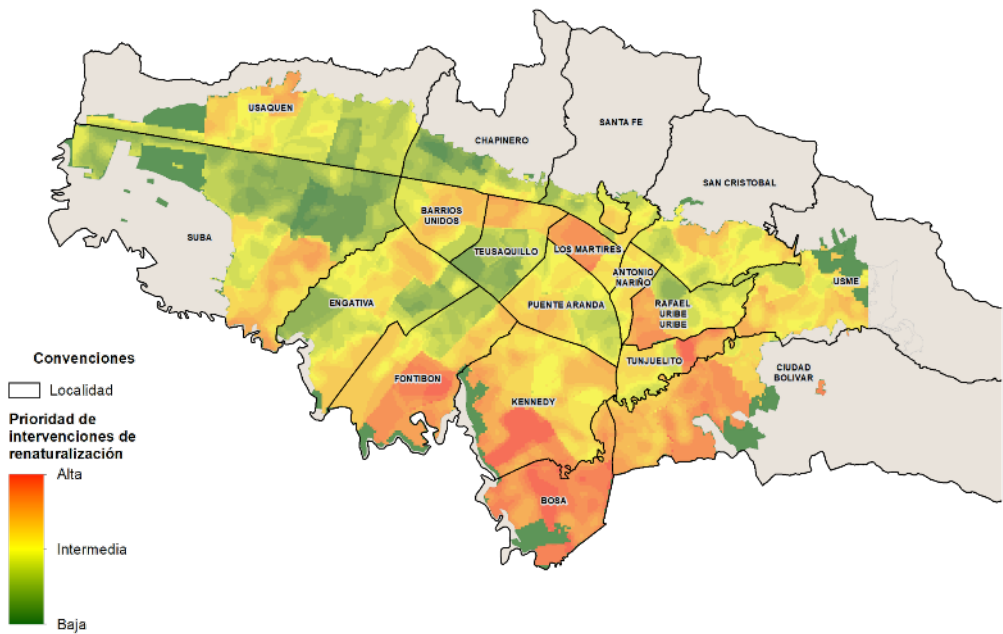 USAQUEN
CHAPINERO
SANTA FE
SAN CRISTOBAL
SUBA
BARRIOS
UNIDOS
TEUSAQUILLO
LOS MARTIRES
ANTONIO
NARIÑO
ENGATIVA
PUENTE ARANDA
RAFAEL
URIBE
URIBE
USME
TUNJUELITO
CIUDAD
BOLIVAR
FONTIBON
KENNEDY
BOSA
Convenciones
Localidad
Prioridad de
intervenciones de
renaturalización
Alta
Intermedia
Baja